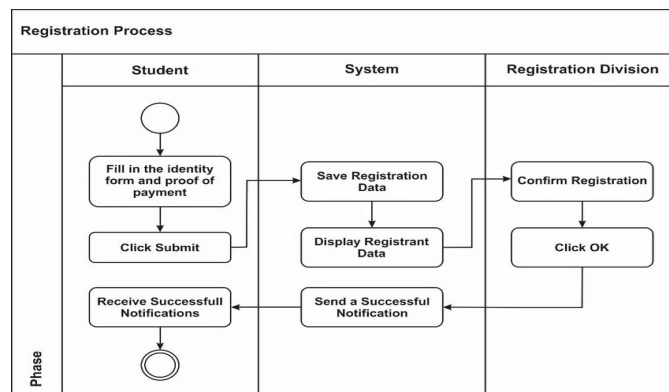 Registration Process
Student
System
Registration Division
Fill in the identity
form and proof of
payment
Save Registration
Data
Confirm Registration
Click Submit
Display Registrant
Data
Click OK
Receive Successfull
Notifications
Send a Successful
Notification
Phase